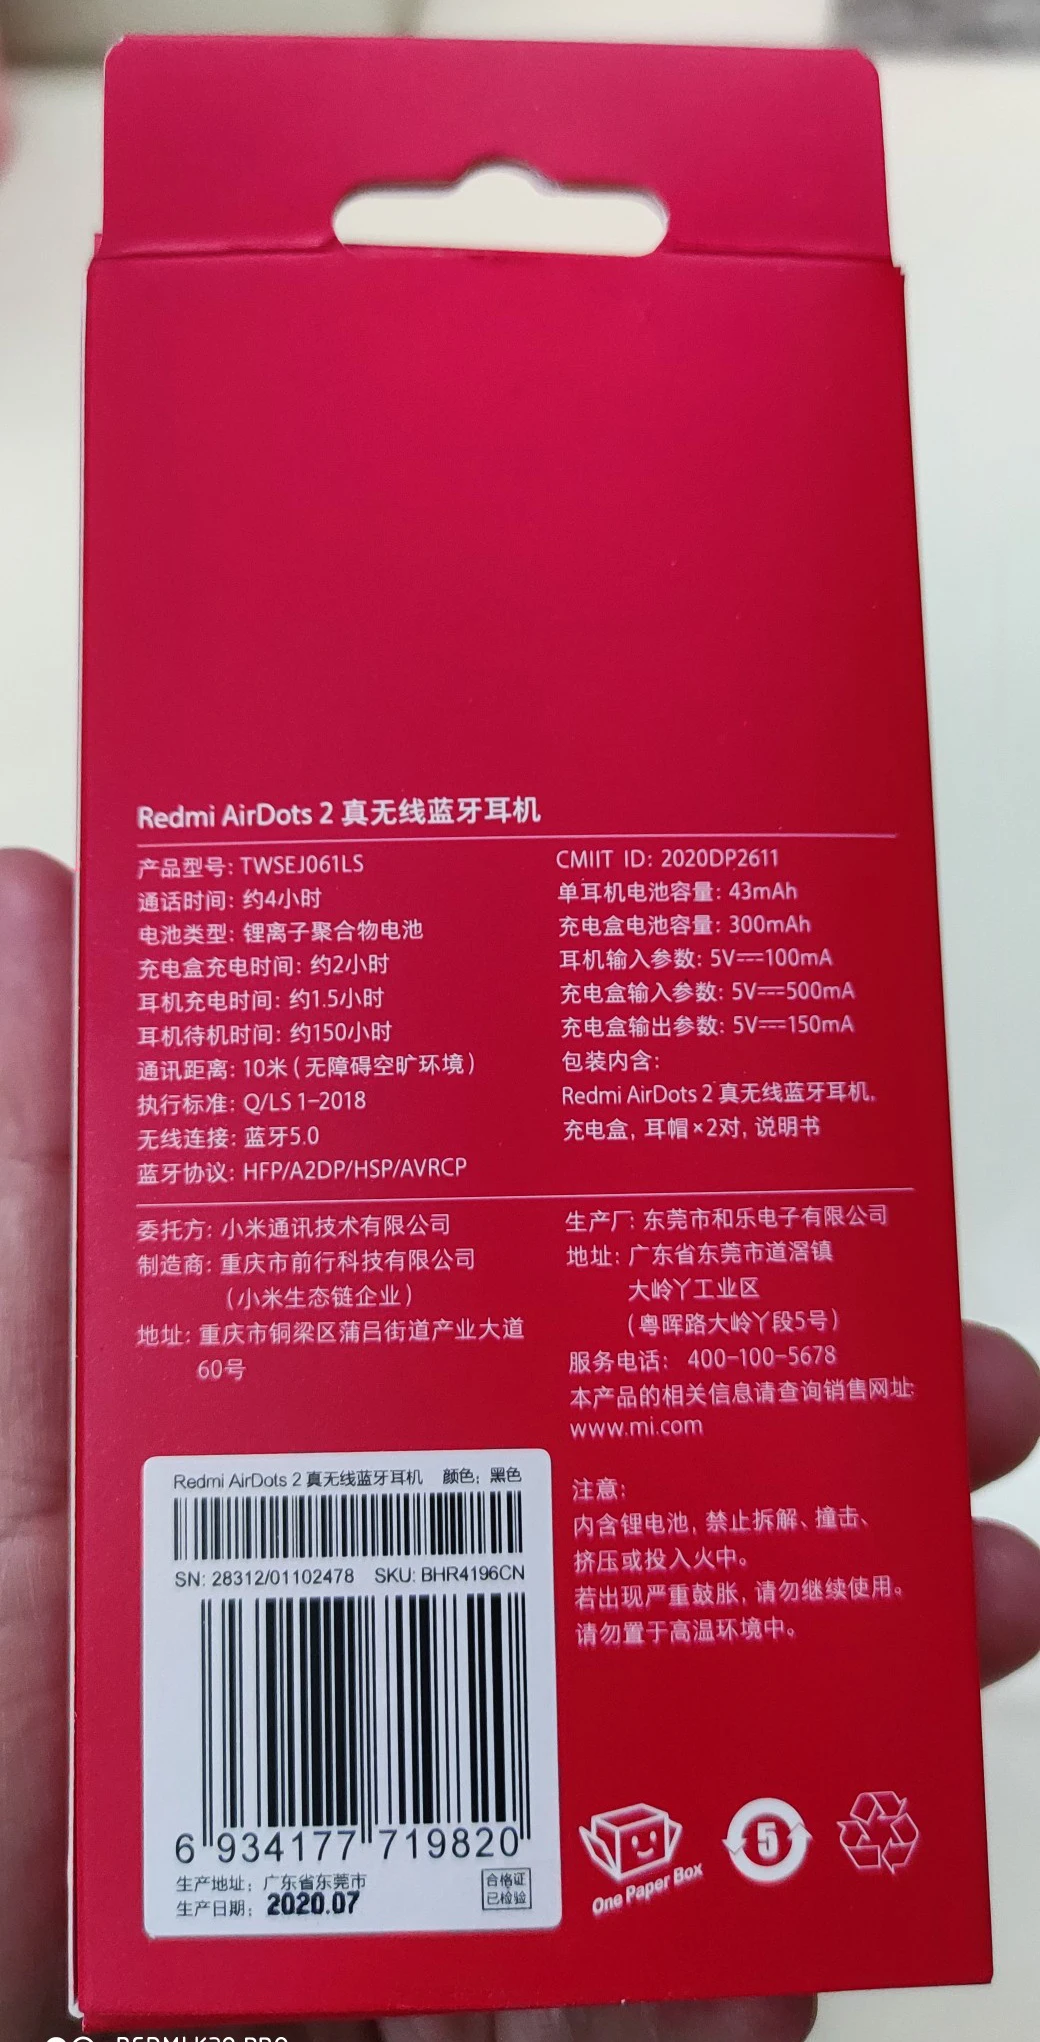 Redmi AirDots 2 真无线蓝牙耳机
产品型号: TWSEJ061LS
通话时间: 约4小时
电池类型: 锂离子聚合物电池
充电盒充电时间: 约2小时
耳机充电时间: 约1.5小时
耳机待机时间: 约150小时
通讯距离: 10米（无障碍空旷环境）
执行标准: Q/LS 1-2018
无线连接: 蓝牙5.0
蓝牙协议: HFP/A2DP/HSP/AVRCP
CMIIT ID: 2020DP2611
单耳机电池容量: 43mAh
充电盒电池容量: 300mAh
耳机输入参数: 5V⎓100mA
充电盒输入参数: 5V⎓500mA
充电盒输出参数: 5V⎓150mA
包装内含:
Redmi AirDots 2 真无线蓝牙耳机,
充电盒, 耳帽×2对, 说明书
委托方: 小米通讯技术有限公司
制造商: 重庆市前行科技有限公司
（小米生态链企业）
地址: 重庆市铜梁区蒲吕街道产业大道
60号
生产厂: 东莞市和乐电子有限公司
地址: 广东省东莞市道滘镇
大岭丫工业区
（粤晖路大岭丫段5号）
服务电话: 400-100-5678
本产品的相关信息请查询销售网址:
www.mi.com
注意:
内含锂电池, 禁止拆解、撞击、
挤压或投入火中。
若出现严重鼓胀, 请勿继续使用。
请勿置于高温环境中。
Redmi AirDots 2 真无线蓝牙耳机 颜色: 黑色
SN: 28312/01102478 SKU: BHR4196CN
6 934177 719820
生产地址: 广东省东莞市
生产日期: 2020.07
合格证
已检验
One Paper Box
5